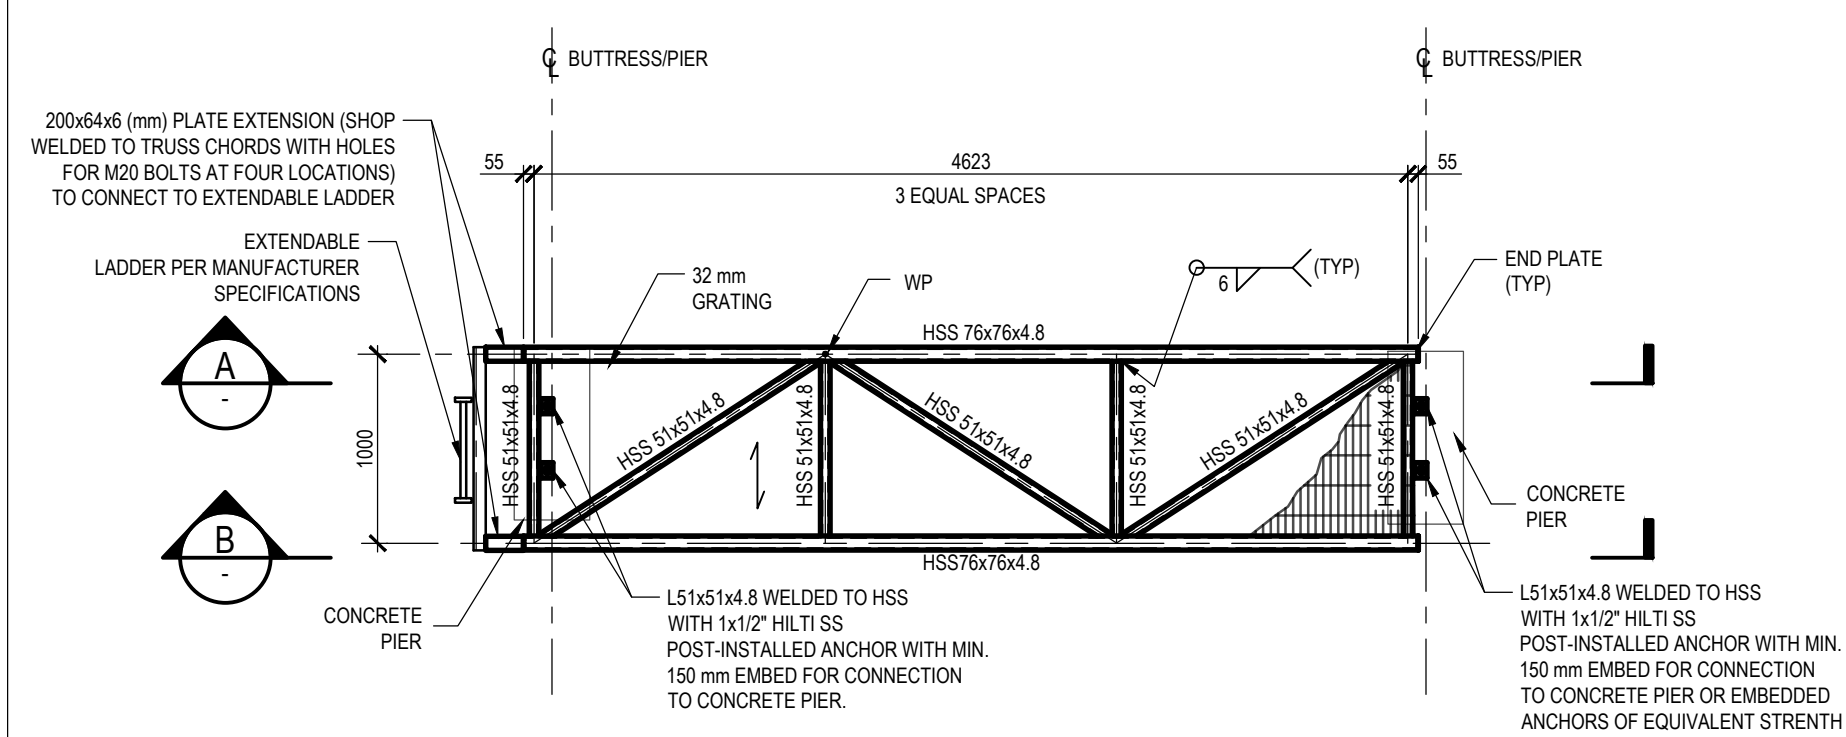 ℄ BUTTRESS/PIER
℄ BUTTRESS/PIER
200x64x6 (mm) PLATE EXTENSION (SHOP
WELDED TO TRUSS CHORDS WITH HOLES
FOR M20 BOLTS AT FOUR LOCATIONS)
TO CONNECT TO EXTENDABLE LADDER
55
4623
55
3 EQUAL SPACES
EXTENDABLE
LADDER PER MANUFACTURER
SPECIFICATIONS
32 mm
GRATING
WP
6
(TYP)
END PLATE
(TYP)
HSS 76x76x4.8
A
-
B
-
1000
HSS 51x51x4.8
HSS 51x51x4.8
HSS 51x51x4.8
HSS 51x51x4.8
HSS 51x51x4.8
HSS 51x51x4.8
HSS 51x51x4.8
HSS76x76x4.8
CONCRETE
PIER
CONCRETE
PIER
L51x51x4.8 WELDED TO HSS
WITH 1x1/2" HILTI SS
POST-INSTALLED ANCHOR WITH MIN.
150 mm EMBED FOR CONNECTION
TO CONCRETE PIER.
L51x51x4.8 WELDED TO HSS
WITH 1x1/2" HILTI SS
POST-INSTALLED ANCHOR WITH MIN.
150 mm EMBED FOR CONNECTION
TO CONCRETE PIER OR EMBEDDED
ANCHORS OF EQUIVALENT STRENTH